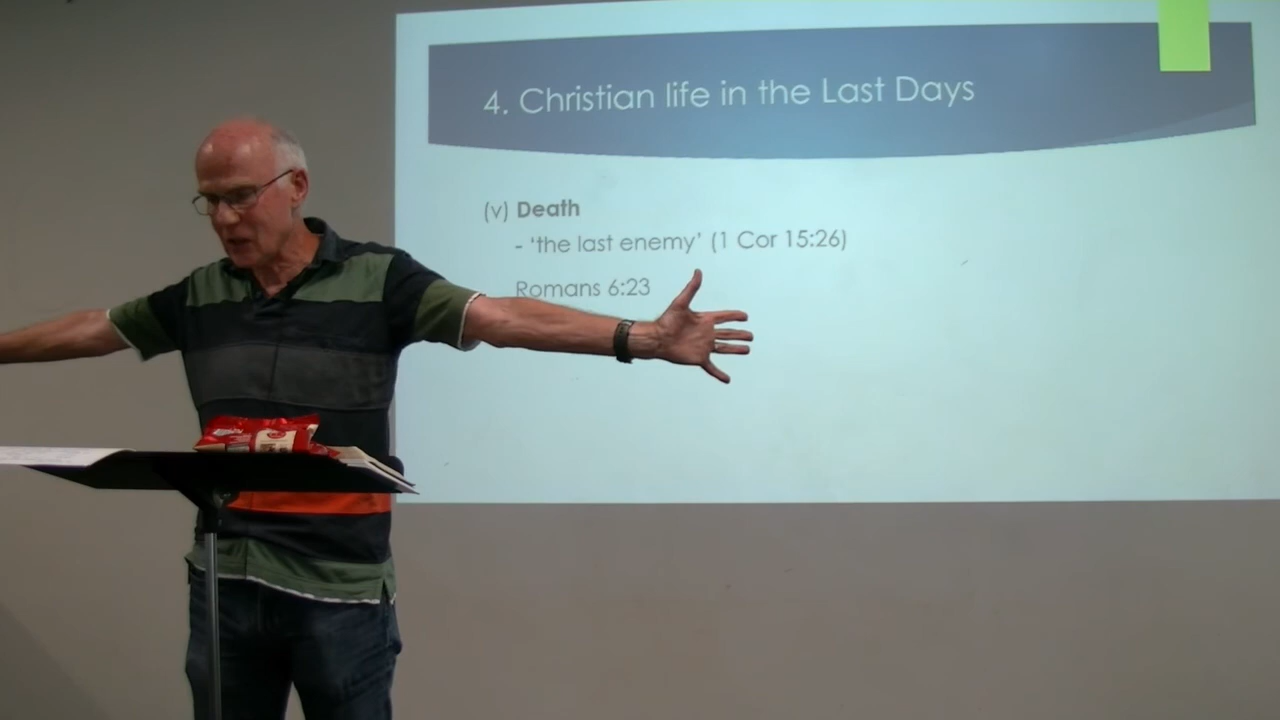 4. Christian life in the Last Days
(v) Death
- ‘the last enemy’ (1 Cor 15:26)
Romans 6:23